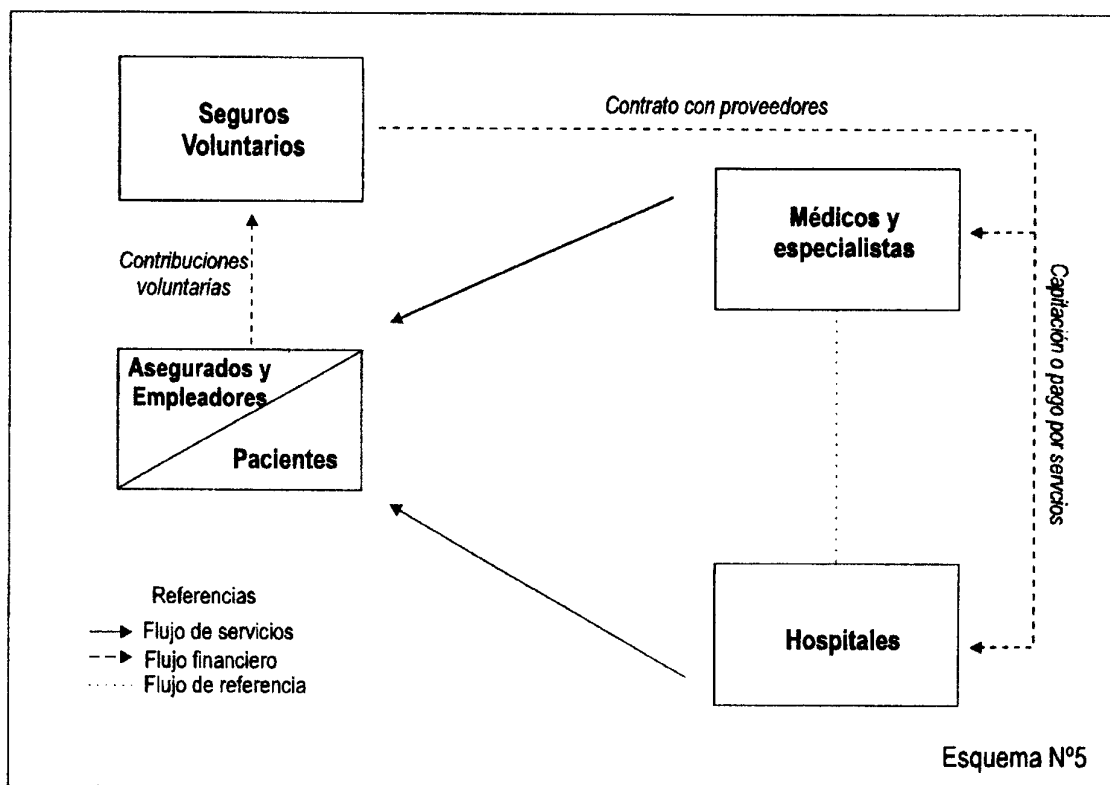 Seguros
Voluntarios
Contrato con proveedores
Médicos y
especialistas
Contribuciones
voluntarias
Capitación o pago por servcios
Asegurados y
Empleadores
Pacientes
Hospitales
Referencias
Flujo de servicios
Flujo financiero
Flujo de referencia
Esquema Nº5